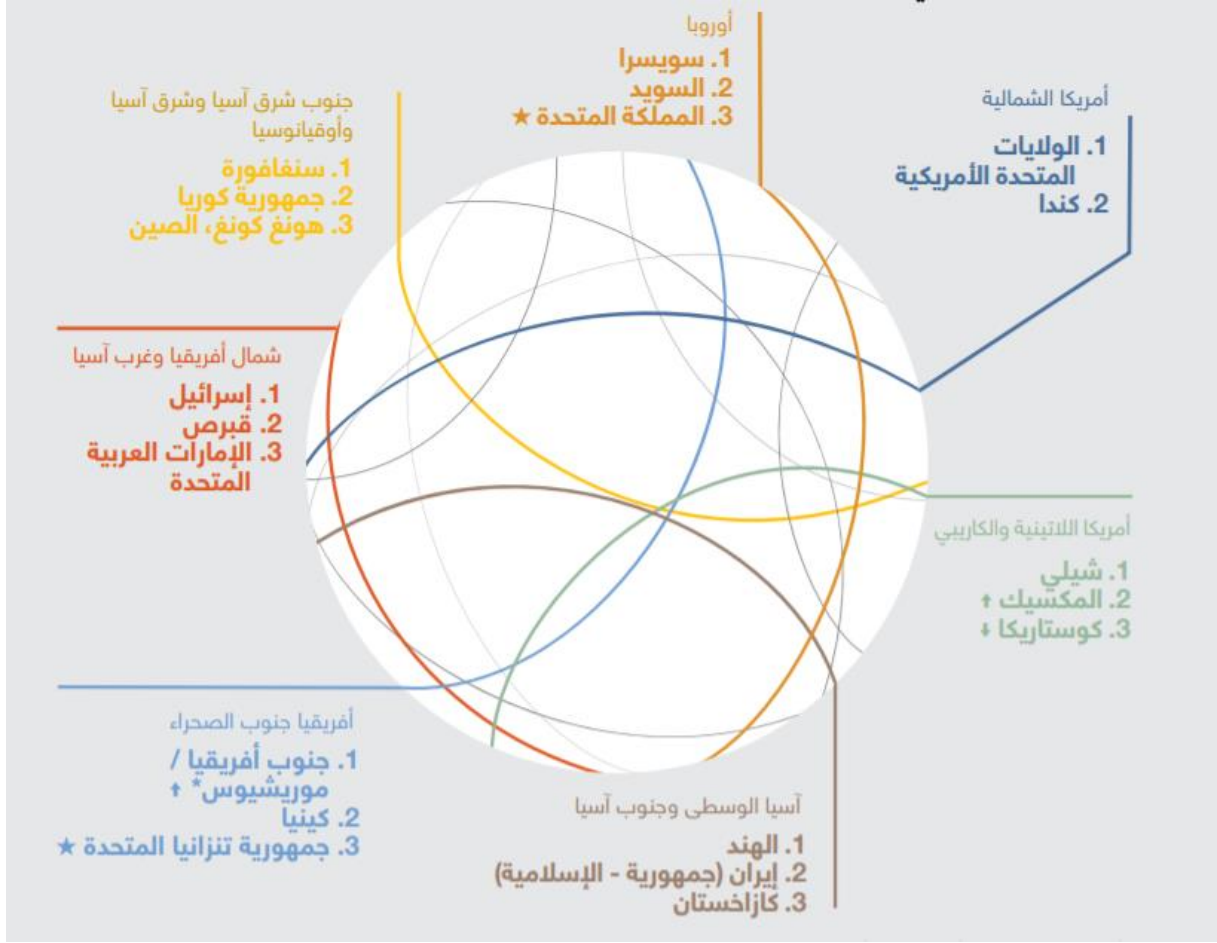 أمريكا الشمالية
1. الولايات
المتحدة الأمريكية
2. كندا
أوروبا
1. سويسرا
2. السويد
3. المملكة المتحدة ★
جنوب شرق آسيا وشرق آسيا
وأوقيانوسيا
1. سنغافورة
2. جمهورية كوريا
3. هونغ كونغ، الصين
شمال أفريقيا وغرب آسيا
1. إسرائيل
2. قبرص
3. الإمارات العربية
المتحدة
أمريكا اللاتينية والكاريبي
1. شيلي
2. المكسيك ↑
3. كوستاريكا ↓
أفريقيا جنوب الصحراء
1. جنوب أفريقيا /
موريشيوس* ↑
2. كينيا
3. جمهورية تنزانيا المتحدة ★
آسيا الوسطى وجنوب آسيا
1. الهند
2. إيران (جمهورية - الإسلامية)
3. كازاخستان